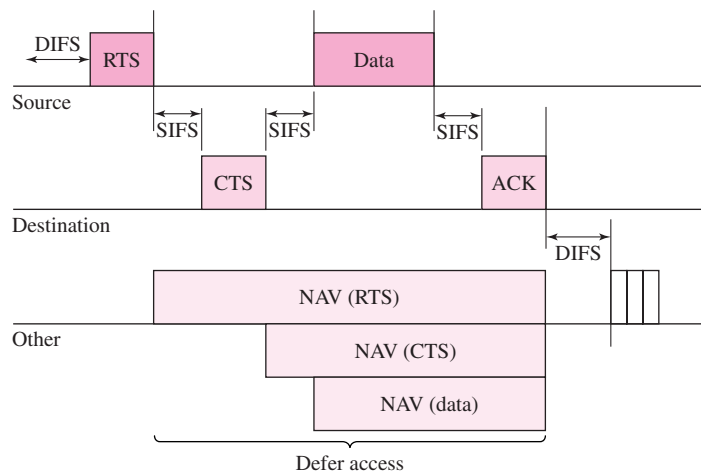 DIFS
RTS
Data
Source
SIFS
SIFS
SIFS
CTS
ACK
Destination
DIFS
NAV (RTS)
Other
NAV (CTS)
NAV (data)
Defer access